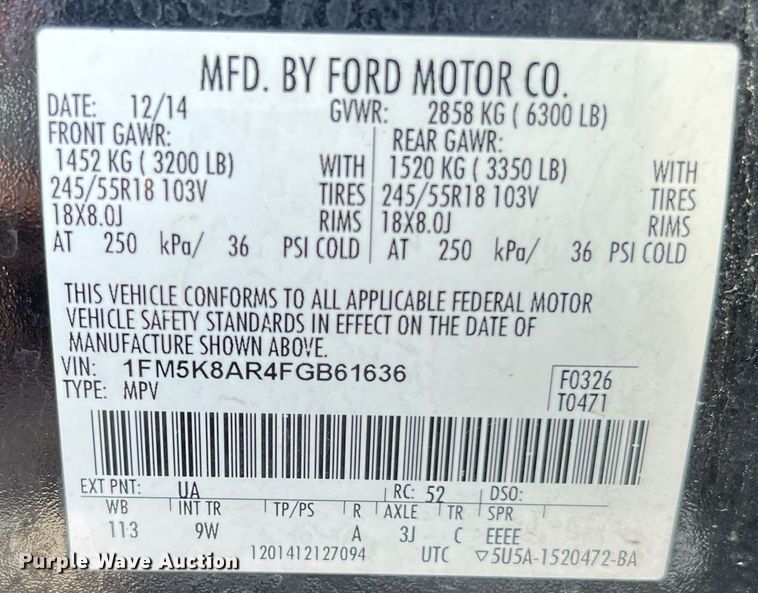 MFD. BY FORD MOTOR CO.
DATE: 12/14 GVWR: 2858 KG ( 6300 LB)
FRONT GAWR: REAR GAWR:
1452 KG ( 3200 LB) WITH 1520 KG ( 3350 LB) WITH
245/55R18 103V TIRES 245/55R18 103V TIRES
18X8.0J RIMS 18X8.0J RIMS
AT 250 kPa/ 36 PSI COLD AT 250 kPa/ 36 PSI COLD
THIS VEHICLE CONFORMS TO ALL APPLICABLE FEDERAL MOTOR
VEHICLE SAFETY STANDARDS IN EFFECT ON THE DATE OF
MANUFACTURE SHOWN ABOVE.
VIN: 1FM5K8AR4FGB61636 F0326
TYPE: MPV T0471
EXT PNT: UA RC: 52 DSO:
WB INT TR TP/PS R AXLE TR SPR
113 9W A 3J C EEEE
1201412127094 UTC ▽5U5A-1520472-BA
Purple Wave Auction